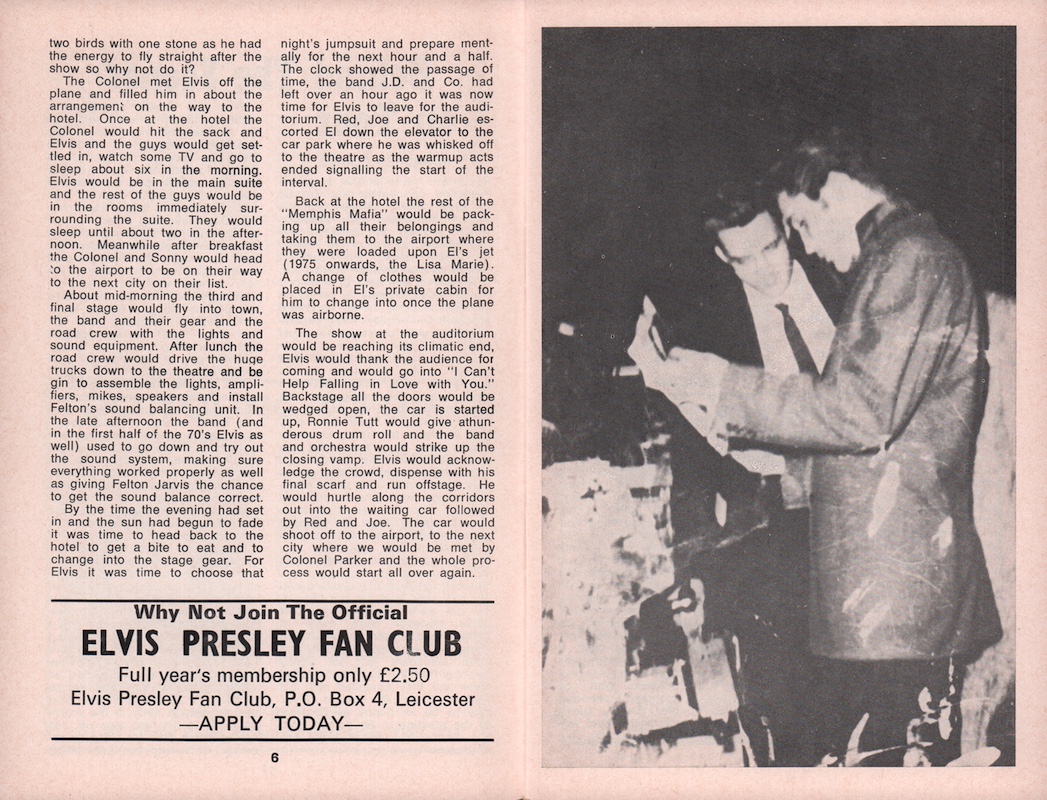 two birds with one stone as he had
the energy to fly straight after the
show so why not do it?
The Colonel met Elvis off the
plane and filled him in about the
arrangement on the way to the
hotel. Once at the hotel the
Colonel would hit the sack and
Elvis and the guys would get set-
tled in, watch some TV and go to
sleep about six in the morning.
Elvis would be in the main suite
and the rest of the guys would be
in the rooms immediately sur-
rounding the suite. They would
sleep until about two in the after-
noon. Meanwhile after breakfast
the Colonel and Sonny would head
to the airport to be on their way
to the next city on their list.
About mid-morning the third and
final stage would fly into town,
the band and their gear and the
road crew with the lights and
sound equipment. After lunch the
road crew would drive the huge
trucks down to the theatre and be
gin to assemble the lights, ampli-
fiers, mikes, speakers and install
Felton's sound balancing unit. In
the late afternoon the band (and
in the first half of the 70's Elvis as
well) used to go down and try out
the sound system, making sure
everything worked properly as well
as giving Felton Jarvis the chance
to get the sound balance correct.
By the time the evening had set
in and the sun had begun to fade
it was time to head back to the
hotel to get a bite to eat and to
change into the stage gear. For
Elvis it was time to choose that
night's jumpsuit and prepare ment-
ally for the next hour and a half.
The clock showed the passage of
time, the band J.D. and Co. had
left over an hour ago it was now
time for Elvis to leave for the audi-
torium. Red, Joe and Charlie es-
corted El down the elevator to the
car park where he was whisked off
to the theatre as the warmup acts
ended signalling the start of the
interval.
Back at the hotel the rest of the
"Memphis Mafia" would be pack-
ing up all their belongings and
taking them to the airport where
they were loaded upon El's jet
(1975 onwards, the Lisa Marie).
A change of clothes would be
placed in El's private cabin for
him to change into once the plane
was airborne.
The show at the auditorium
would be reaching its climatic end,
Elvis would thank the audience for
coming and would go into "I Can't
Help Falling in Love with You."
Backstage all the doors would be
wedged open, the car is started
up, Ronnie Tutt would give athun-
derous drum roll and the band
and orchestra would strike up the
closing vamp. Elvis would acknow-
ledge the crowd, dispense with his
final scarf and run offstage. He
would hurtle along the corridors
out into the waiting car followed
by Red and Joe. The car would
shoot off to the airport, to the next
city where we would be met by
Colonel Parker and the whole pro-
cess would start all over again.
Why Not Join The Official
ELVIS PRESLEY FAN CLUB
Full year's membership only £2.50
Elvis Presley Fan Club, P.O. Box 4, Leicester
—APPLY TODAY—
6